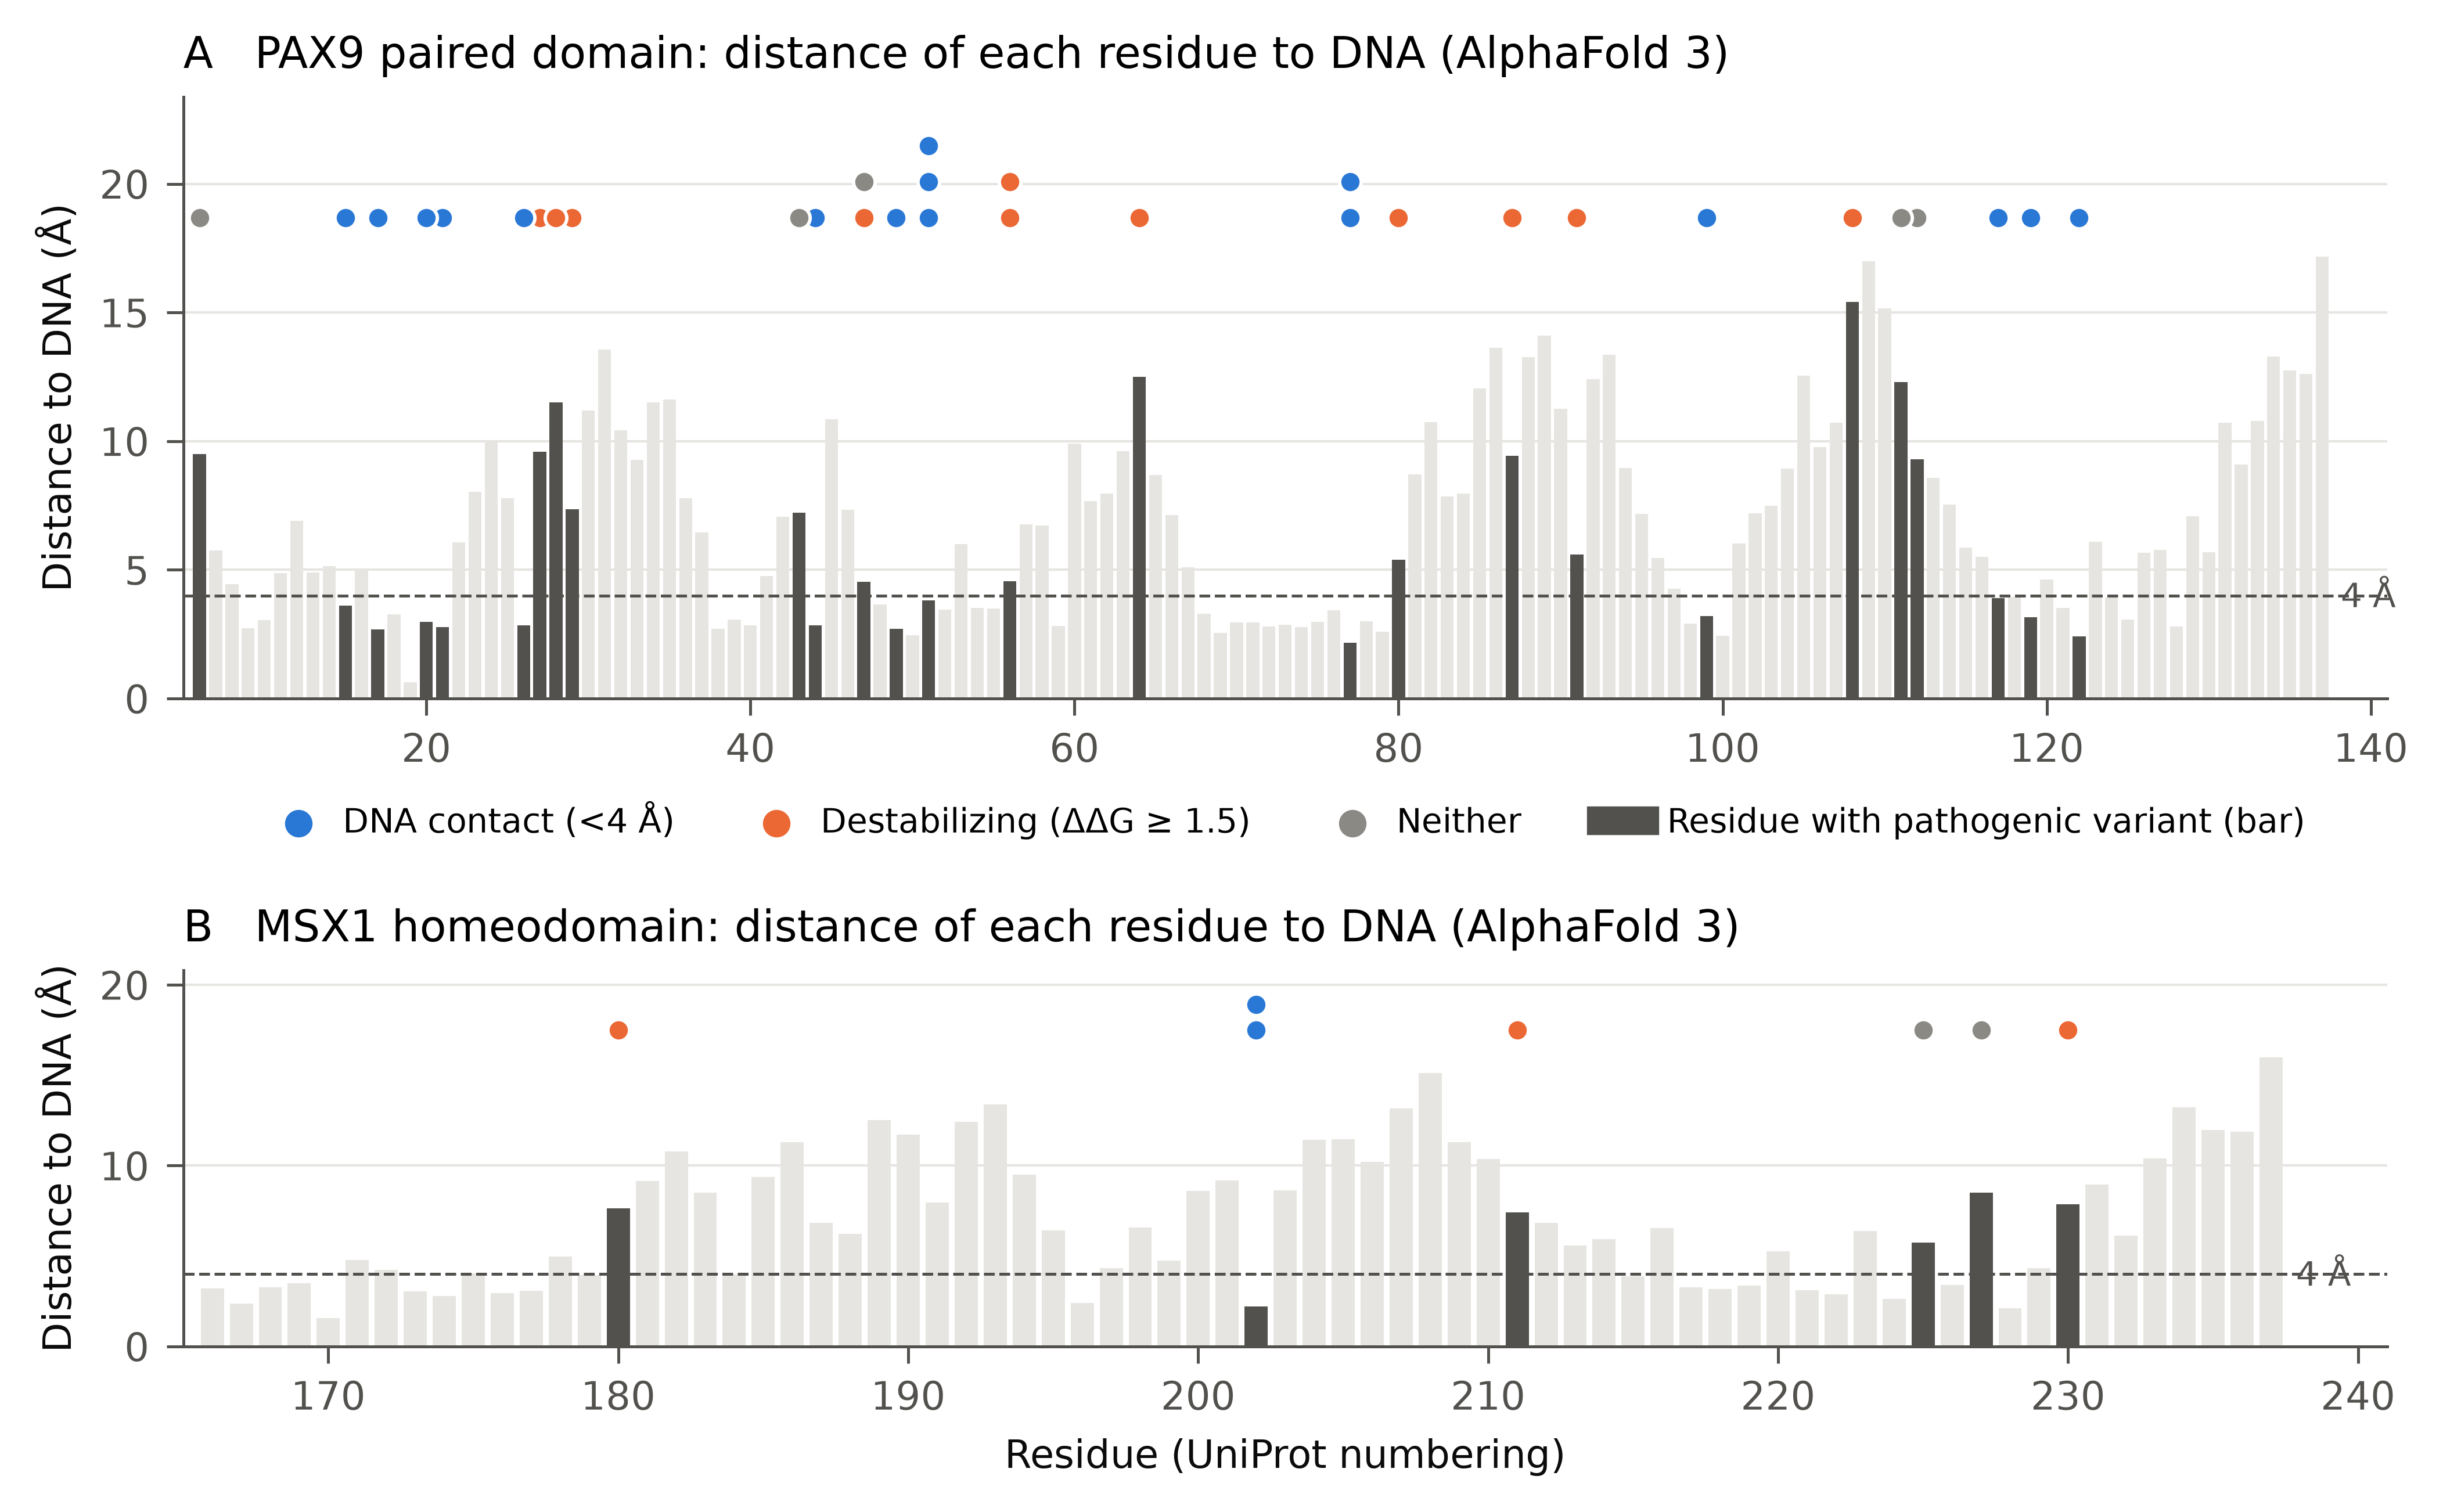 A PAX9 paired domain: distance of each residue to DNA (AlphaFold 3)
Distance to DNA (Å)
20
15
10
5
0
4 Å
20 40 60 80 100 120 140
DNA contact (<4 Å) Destabilizing (ΔΔG ≥ 1.5) Neither Residue with pathogenic variant (bar)
B MSX1 homeodomain: distance of each residue to DNA (AlphaFold 3)
Distance to DNA (Å)
20
10
0
4 Å
170 180 190 200 210 220 230 240
Residue (UniProt numbering)